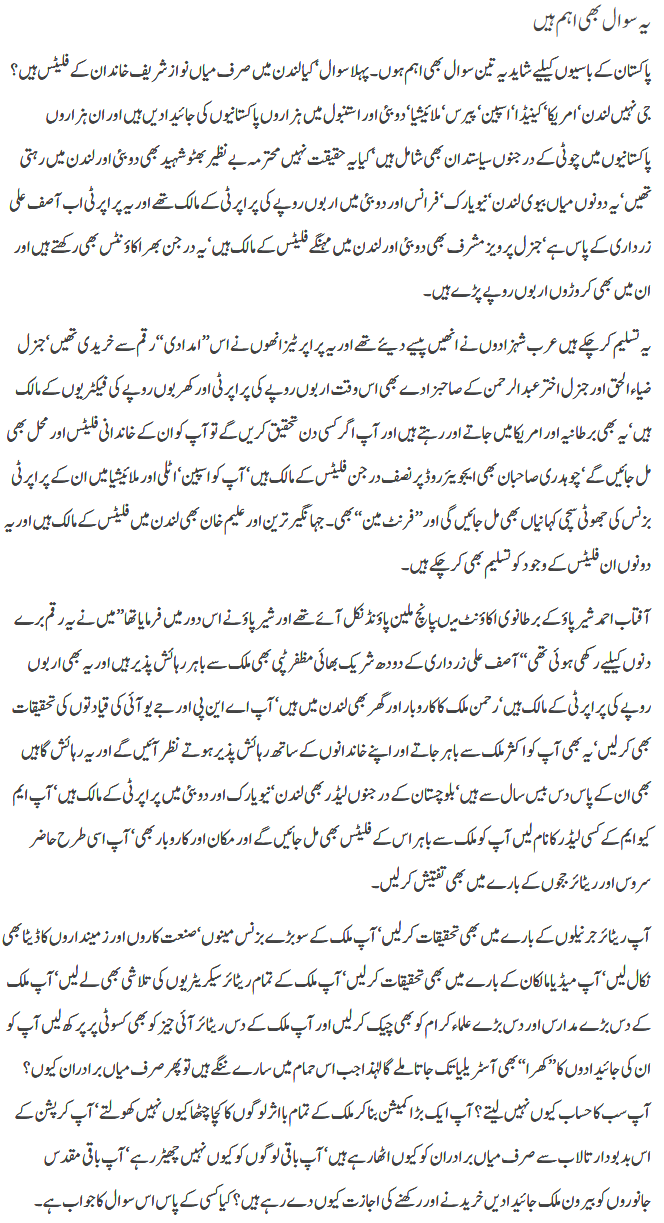 یہ سوال بھی اہم ہیں
پاکستان کے باسیوں کیلیے شاید یہ تین سوال بھی اہم ہوں۔ پہلا سوال‘ کیا لندن میں صرف میاں نواز شریف خاندان کے فلیٹس ہیں؟
جی نہیں لندن‘ امریکا‘ کینیڈا‘ اسپین‘ پیرس‘ ملائیشیا‘ دوبئی اور استنبول میں ہزاروں پاکستانیوں کی جائیدادیں ہیں اور ان ہزاروں
پاکستانیوں میں چوٹی کے درجنوں سیاستدان بھی شامل ہیں‘ کیا یہ حقیقت نہیں محترمہ بے نظیر بھٹو شہید بھی دوبئی اور لندن میں رہتی
تھیں‘ یہ دونوں میاں بیوی لندن‘ نیویارک‘ فرانس اور دوبئی میں اربوں روپے کی پراپرٹی کے مالک تھے اور یہ پراپرٹی اب آصف علی
زرداری کے پاس ہے‘ جنرل پرویز مشرف بھی دوبئی اور لندن میں مہنگے فلیٹس کے مالک ہیں‘ یہ درجن بھر اکاؤنٹس بھی رکھتے ہیں اور
ان میں بھی کروڑوں اربوں روپے پڑے ہیں۔
یہ تسلیم کر چکے ہیں عرب شہزادوں نے انھیں پیسے دیئے تھے اور یہ پراپرٹیز انھوں نے اس ’’امدادی‘‘ رقم سے خریدی تھیں‘ جنرل
ضیاء الحق اور جنرل اختر عبدالرحمن کے صاحبزادے بھی اس وقت اربوں روپے کی پراپرٹی اور کھربوں روپے کی فیکٹریوں کے مالک
ہیں‘ یہ بھی برطانیہ اور امریکا میں جاتے اور رہتے ہیں اور آپ اگر کسی دن تحقیق کریں گے تو آپ کو ان کے خاندانی فلیٹس اور محل بھی
مل جائیں گے‘ چوہدری صاحبان بھی ایجویئر روڈ پر نصف درجن فلیٹس کے مالک ہیں‘ آپ کو اسپین‘ اٹلی اور ملائیشیا میں ان کے پراپرٹی
بزنس کی جھوٹی سچی کہانیاں بھی مل جائیں گی اور ’’فرنٹ مین‘‘ بھی۔ جہانگیر ترین اور علیم خان بھی لندن میں فلیٹس کے مالک ہیں اور یہ
دونوں ان فلیٹس کے وجود کو تسلیم بھی کر چکے ہیں۔
آفتاب احمد شیرپاؤ کے برطانوی اکاؤنٹ میں پانچ ملین پاؤنڈ نکل آئے تھے اور شیرپاؤ نے اس دور میں فرمایا تھا ’’میں نے یہ رقم برے
دنوں کیلیے رکھی ہوئی تھی‘‘ آصف علی زرداری کے دودھ شریک بھائی مظفر ٹپی بھی ملک سے باہر رہائش پذیر ہیں اور یہ بھی اربوں
روپے کی پراپرٹی کے مالک ہیں‘ رحمن ملک کا کاروبار اور گھر بھی لندن میں ہیں‘ آپ اے این پی اور جے یو آئی کی قیادتوں کی تحقیقات
بھی کر لیں‘ یہ بھی آپ کو اکثر ملک سے باہر جاتے اور اپنے خاندانوں کے ساتھ رہائش پذیر ہوتے نظر آئیں گے اور یہ رہائش گاہیں
بھی ان کے پاس دس بیس سال سے ہیں‘ بلوچستان کے درجنوں لیڈر بھی لندن‘ نیویارک اور دوبئی میں پراپرٹی کے مالک ہیں‘ آپ ایم
کیو ایم کے کسی لیڈر کا نام لیں آپ کو ملک سے باہر اس کے فلیٹس بھی مل جائیں گے اور مکان اور کاروبار بھی‘ آپ اسی طرح حاضر
سروس اور ریٹائر ججوں کے بارے میں بھی تفتیش کر لیں۔
آپ ریٹائر جرنیلوں کے بارے میں بھی تحقیقات کر لیں‘ آپ ملک کے سو بڑے بزنس مینوں‘ صنعت کاروں اور زمینداروں کا ڈیٹا بھی
نکال لیں‘ آپ میڈیا مالکان کے بارے میں بھی تحقیقات کر لیں‘ آپ ملک کے تمام ریٹائر سیکریٹریوں کی تلاشی بھی لے لیں‘ آپ ملک
کے دس بڑے مدارس اور دس بڑے علماء کرام کو بھی چیک کر لیں اور آپ ملک کے دس ریٹائر آئی جیز کو بھی کسوٹی پر پرکھ لیں آپ کو
ان کی جائیدادوں کا ’’کھرا‘‘ بھی آسٹریلیا تک جاتا ملے گا لہٰذا جب اس حمام میں سارے ننگے ہیں تو پھر صرف میاں برادران کیوں؟
آپ سب کا حساب کیوں نہیں لیتے؟ آپ ایک بڑا کمیشن بنا کر ملک کے تمام بااثر لوگوں کا کچا چٹھا کیوں نہیں کھولتے‘ آپ کرپشن کے
اس بدبودار تالاب سے صرف میاں برادران کو کیوں اٹھا رہے ہیں‘ آپ باقی لوگوں کو کیوں نہیں چھیڑ رہے‘ آپ باقی مقدس
جانوروں کو بیرون ملک جائیدادیں خریدنے اور رکھنے کی اجازت کیوں دے رہے ہیں؟ کیا کسی کے پاس اس سوال کا جواب ہے۔